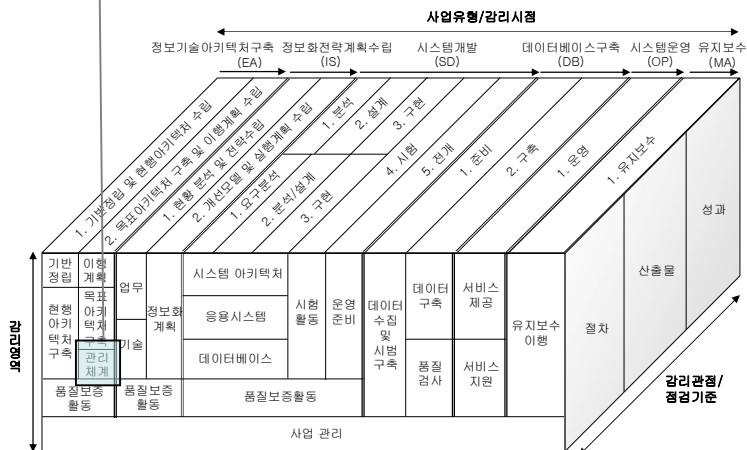 사업유형/감리시점
정보기술아키텍처구축 정보화전략계획수립 시스템개발 데이터베이스구축 시스템운영 유지보수
(EA) (IS) (SD) (DB) (OP) (MA)
1. 기반정립 및 현행아키텍처 수립
2. 목표아키텍처 구축 및 이행계획 수립
1. 현황 분석 및 전략수립
2. 개선모델 및 실행계획 수립
1. 분석
2. 설계
3. 구현
1. 요구분석
2. 분석/설계
3. 구현
4. 시험
5. 전개
1. 준비
2. 구축
1. 운영
1. 유지보수
감리영역
기반
정립
이행
계획
현행
아키
텍처
구축
목표
아키
텍처
구축
관리
체계
품질보증
활동
업무
기술
정보화
계획
품질보증
활동
시스템 아키텍처
응용시스템
데이터베이스
시험
활동
운영
준비
품질보증활동
데이터
수집
및
시범
구축
데이터
구축
품질
검사
서비스
제공
서비스
지원
유지보수
이행
사업 관리
절차
산출물
성과
감리관점/
점검기준